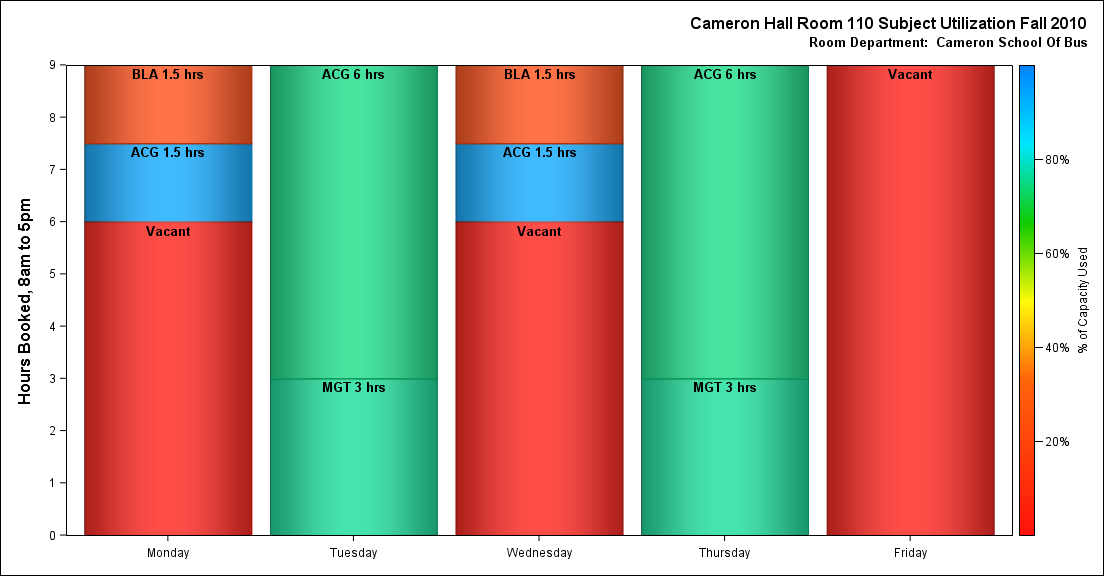 Cameron Hall Room 110 Subject Utilization Fall 2010
Room Department:  Cameron School Of Bus
Hours Booked, 8am to 5pm
9
8
7
6
5
4
3
2
1
0
BLA 1.5 hrs
ACG 1.5 hrs
Vacant
ACG 6 hrs
MGT 3 hrs
BLA 1.5 hrs
ACG 1.5 hrs
Vacant
ACG 6 hrs
MGT 3 hrs
Vacant
Monday
Tuesday
Wednesday
Thursday
Friday
80%
60%
40%
20%
% of Capacity Used